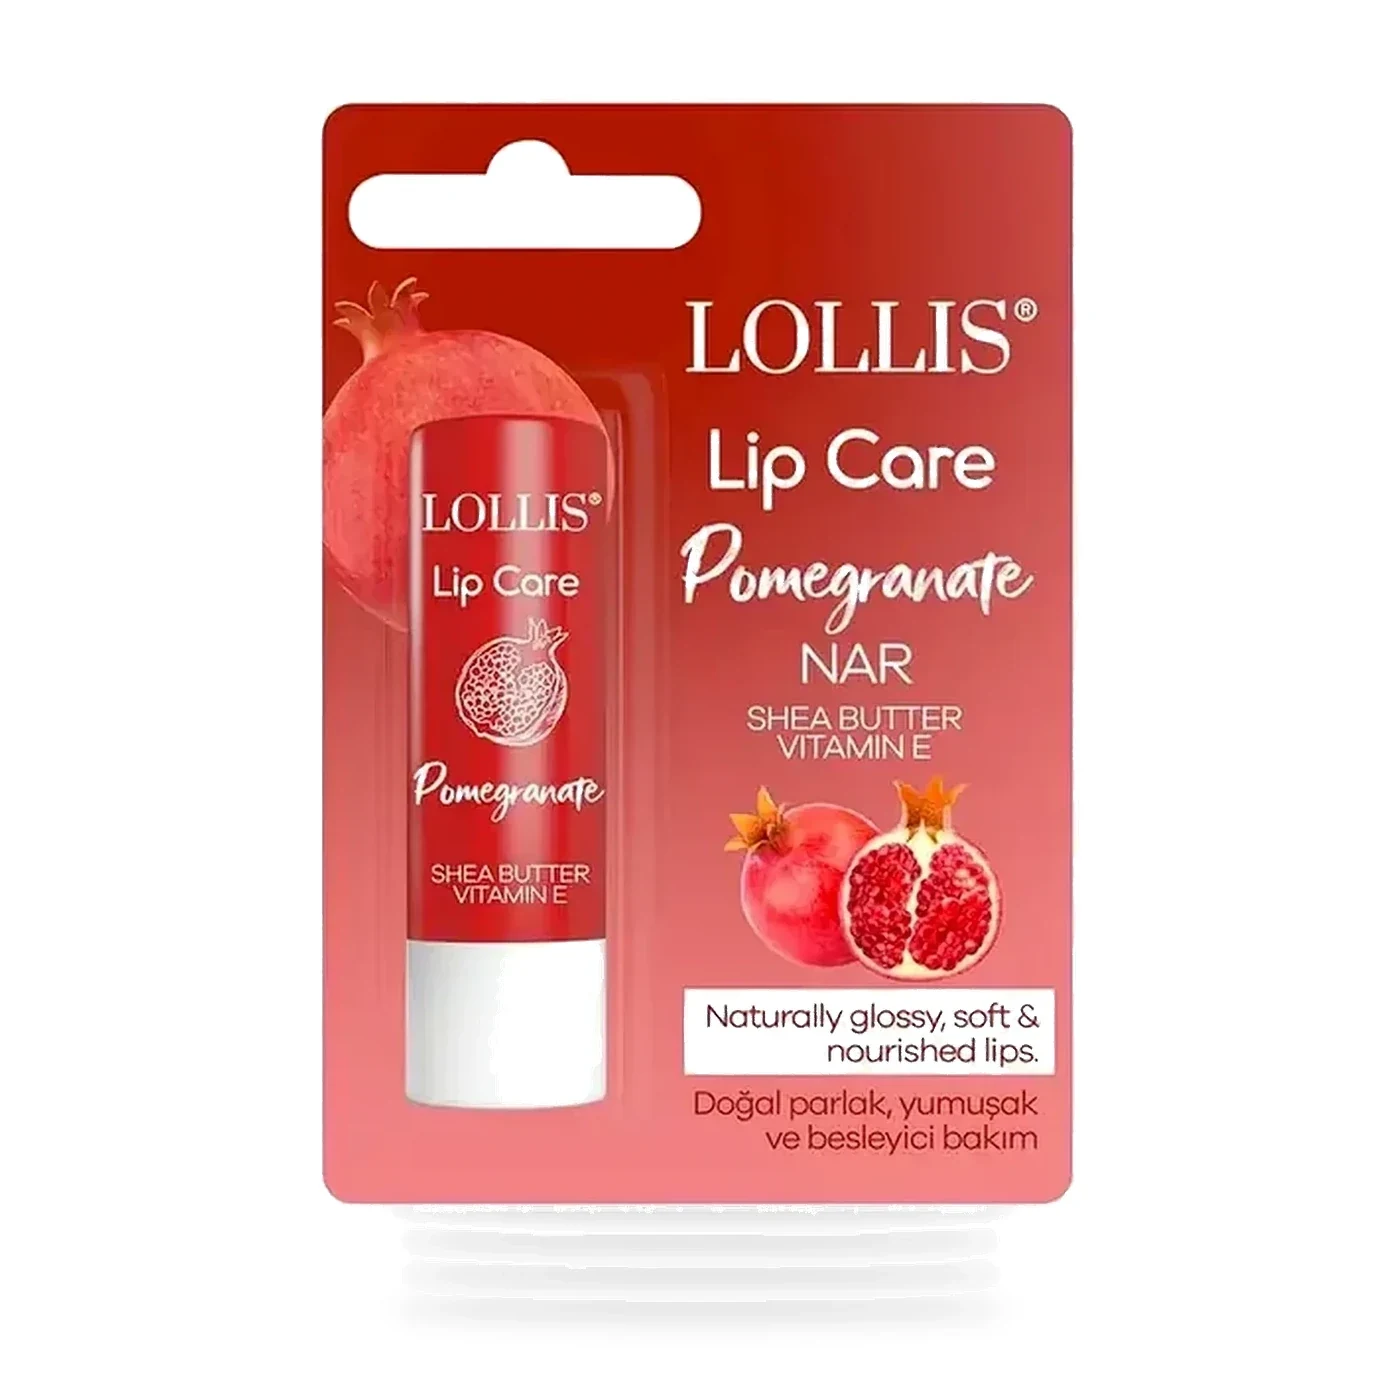 LOLLIS®
Lip Care
Pomegranate
NAR
SHEA BUTTER
VITAMIN E
Naturally glossy, soft &
nourished lips.
Doğal parlak, yumuşak
ve besleyici bakım
LOLLIS®
Lip Care
Pomegranate
SHEA BUTTER
VITAMIN E